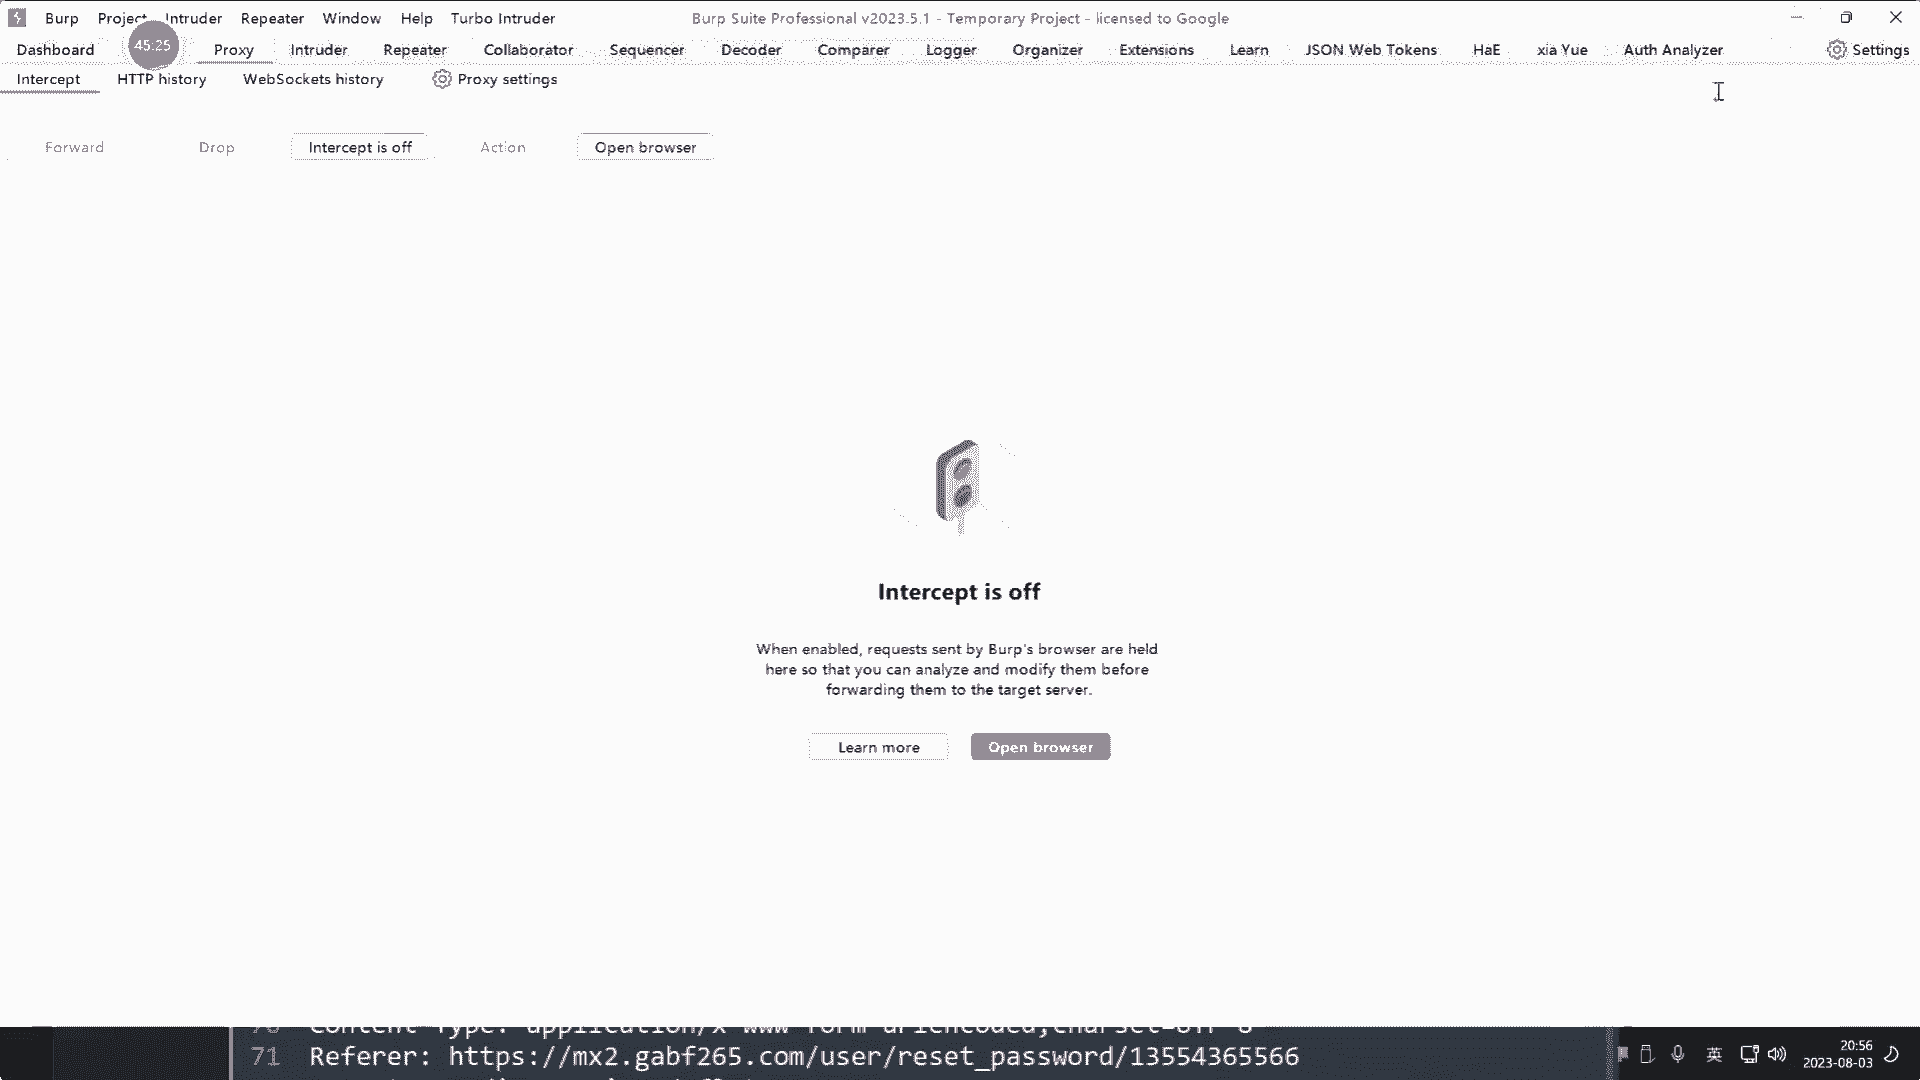 Burp Project Intruder Repeater Window Help Turbo Intruder Burp Suite Professional v2023.5.1 - Temporary Project - licensed to Google
Dashboard 45:25 Proxy Intruder Repeater Collaborator Sequencer Decoder Comparer Logger Organizer Extensions Learn JSON Web Tokens HaE xia Yue Auth Analyzer Settings
Intercept HTTP history WebSockets history Proxy settings
Forward Drop Intercept is off Action Open browser
Intercept is off
When enabled, requests sent by Burp's browser are held
here so that you can analyze and modify them before
forwarding them to the target server.
Learn more Open browser
71 Referer: https://mx2.gabf265.com/user/reset_password/13554365566
英
20:56
2023-08-03